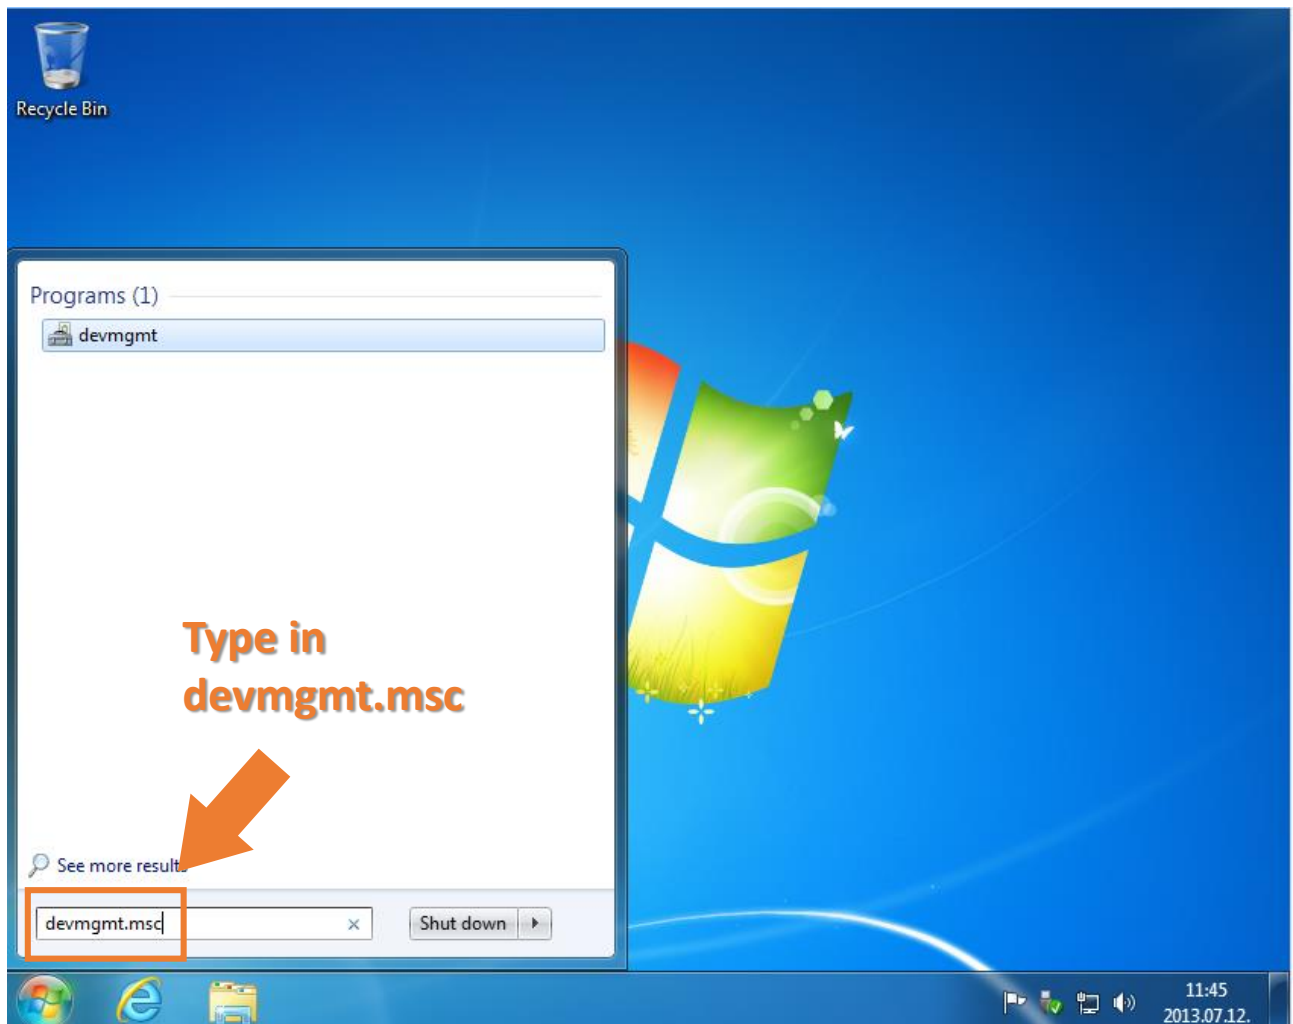 Recycle Bin
Programs (1)
devmgmt
Type in
devmgmt.msc
See more results
devmgmt.msc
Shut down
11:45
2013.07.12.